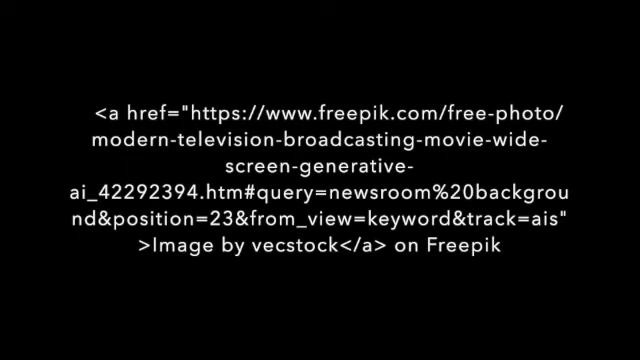 <a href="https://www.freepik.com/free-photo/
modern-television-broadcasting-movie-wide-
screen-generative-
ai_42292394.htm#query=newsroom%20backgrou
nd&position=23&from_view=keyword&track=ais"
>Image by vecstock</a> on Freepik